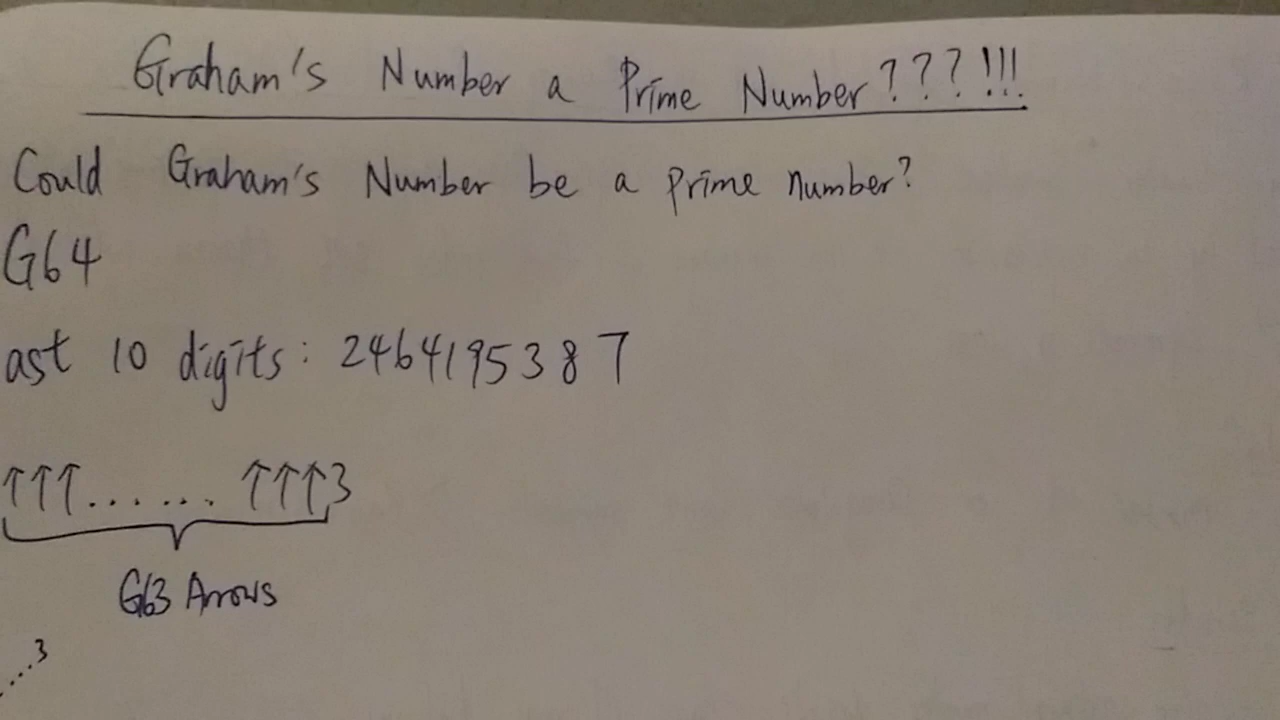 Graham's Number a Prime Number???!!!
Could Graham's Number be a prime number?
G64
ast 10 digits: 2464195387
↑↑↑...... ↑↑↑3
G63 Arrows
....3